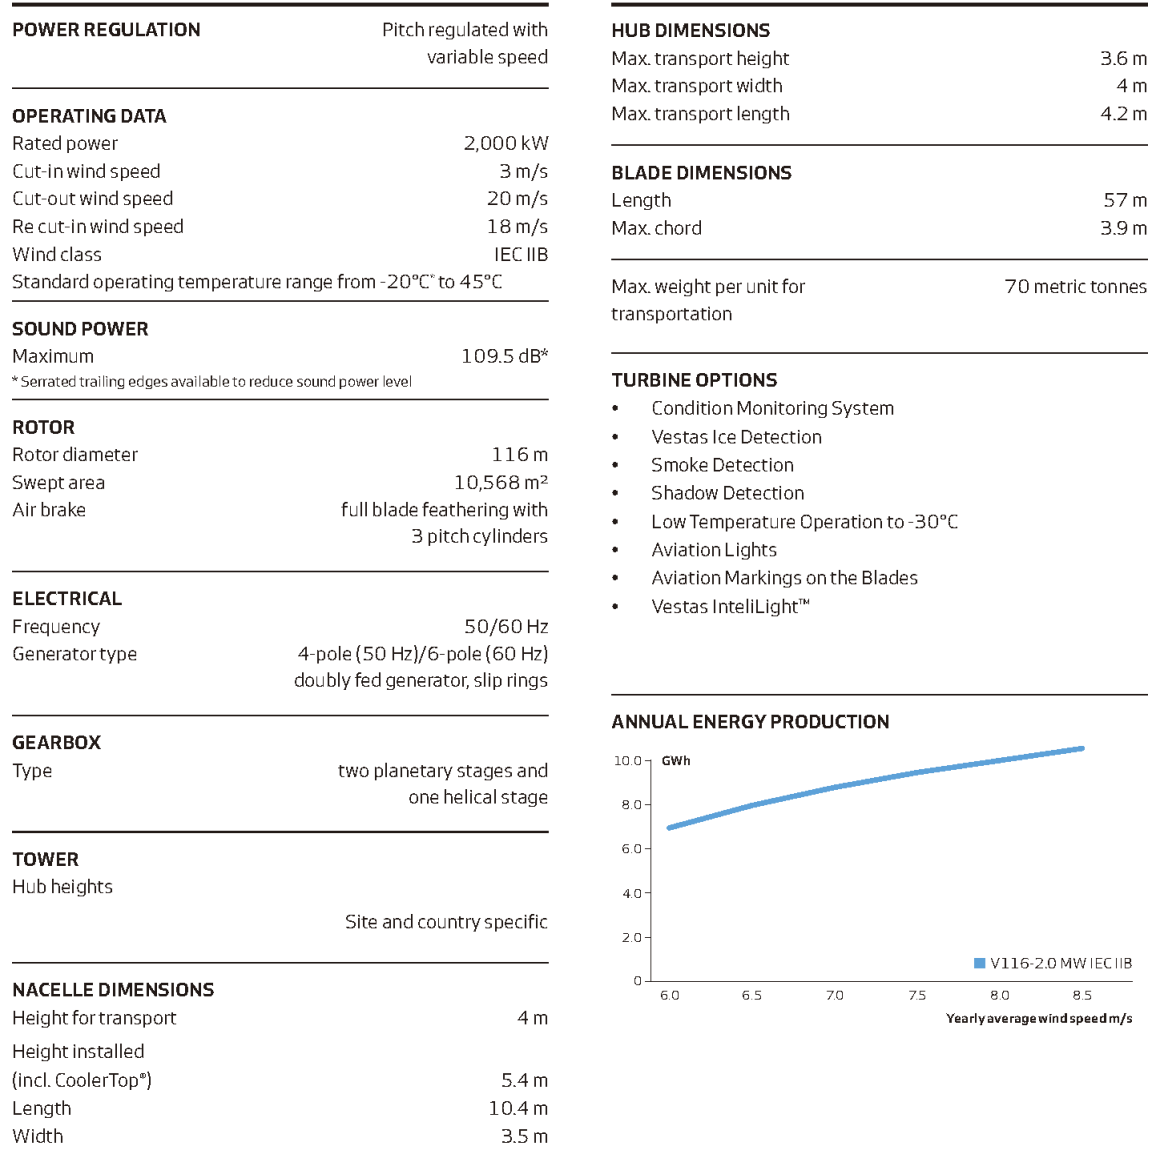 POWER REGULATION Pitch regulated with
variable speed
OPERATING DATA
Rated power 2,000 kW
Cut-in wind speed 3 m/s
Cut-out wind speed 20 m/s
Re cut-in wind speed 18 m/s
Wind class IEC IIB
Standard operating temperature range from -20°C* to 45°C
SOUND POWER
Maximum 109.5 dB*
* Serrated trailing edges available to reduce sound power level
ROTOR
Rotor diameter 116 m
Swept area 10,568 m²
Air brake full blade feathering with
3 pitch cylinders
ELECTRICAL
Frequency 50/60 Hz
Generator type 4-pole (50 Hz)/6-pole (60 Hz)
doubly fed generator, slip rings
GEARBOX
Type two planetary stages and
one helical stage
TOWER
Hub heights
Site and country specific
NACELLE DIMENSIONS
Height for transport 4 m
Height installed
(incl. CoolerTop®) 5.4 m
Length 10.4 m
Width 3.5 m
HUB DIMENSIONS
Max. transport height 3.6 m
Max. transport width 4 m
Max. transport length 4.2 m
BLADE DIMENSIONS
Length 57 m
Max. chord 3.9 m
Max. weight per unit for 70 metric tonnes
transportation
TURBINE OPTIONS
• Condition Monitoring System
• Vestas Ice Detection
• Smoke Detection
• Shadow Detection
• Low Temperature Operation to -30°C
• Aviation Lights
• Aviation Markings on the Blades
• Vestas InteliLight™
ANNUAL ENERGY PRODUCTION
10.0 GWh
8.0
6.0
4.0
2.0
V116-2.0 MW IEC IIB
0
6.0 6.5 7.0 7.5 8.0 8.5
Yearly average wind speed m/s